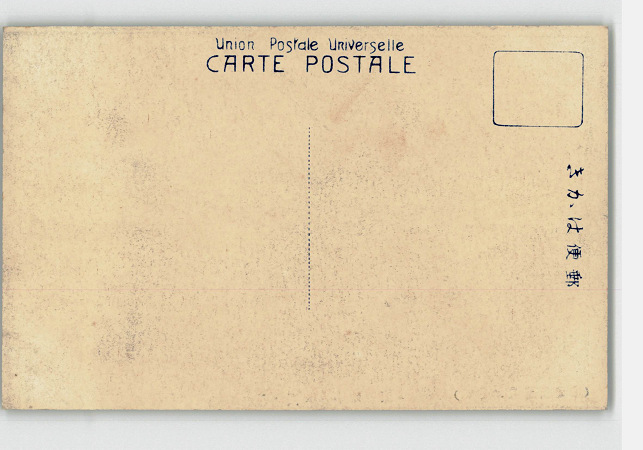 Union Postale Universelle
CARTE POSTALE
きかは便郵